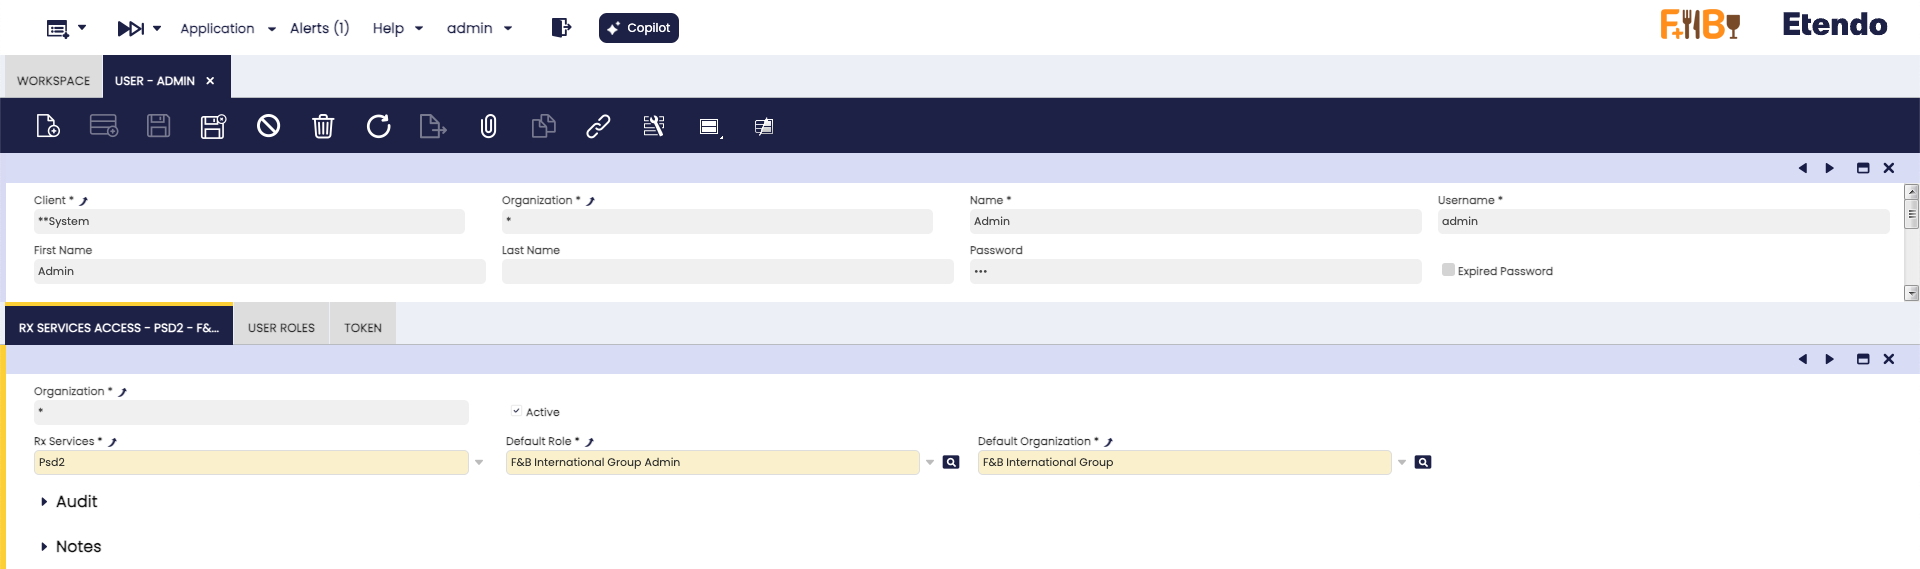 Application Alerts (1) Help admin Copilot F+B Etendo
WORKSPACE USER - ADMIN
Client * Organization * Name * Username *
**System * Admin admin
First Name Last Name Password
Admin ••• Expired Password
RX SERVICES ACCESS - PSD2 - F&... USER ROLES TOKEN
Organization *
* Active
Rx Services * Default Role * Default Organization *
Psd2 F&B International Group Admin F&B International Group
Audit
Notes